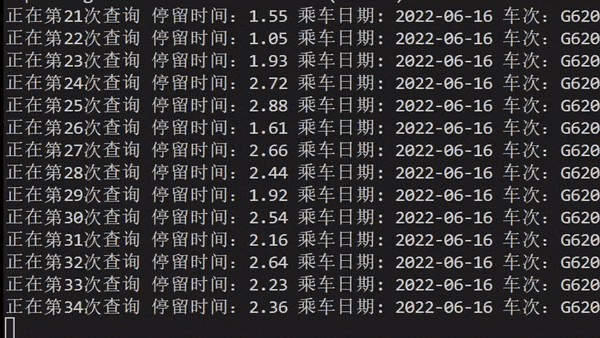 正在第21次查询 停留时间：1.55 乘车日期：2022-06-16 车次：G620
正在第22次查询 停留时间：1.05 乘车日期：2022-06-16 车次：G620
正在第23次查询 停留时间：1.93 乘车日期：2022-06-16 车次：G620
正在第24次查询 停留时间：2.72 乘车日期：2022-06-16 车次：G620
正在第25次查询 停留时间：2.88 乘车日期：2022-06-16 车次：G620
正在第26次查询 停留时间：1.61 乘车日期：2022-06-16 车次：G620
正在第27次查询 停留时间：2.66 乘车日期：2022-06-16 车次：G620
正在第28次查询 停留时间：2.44 乘车日期：2022-06-16 车次：G620
正在第29次查询 停留时间：1.92 乘车日期：2022-06-16 车次：G620
正在第30次查询 停留时间：2.54 乘车日期：2022-06-16 车次：G620
正在第31次查询 停留时间：2.16 乘车日期：2022-06-16 车次：G620
正在第32次查询 停留时间：2.64 乘车日期：2022-06-16 车次：G620
正在第33次查询 停留时间：2.23 乘车日期：2022-06-16 车次：G620
正在第34次查询 停留时间：2.36 乘车日期：2022-06-16 车次：G620